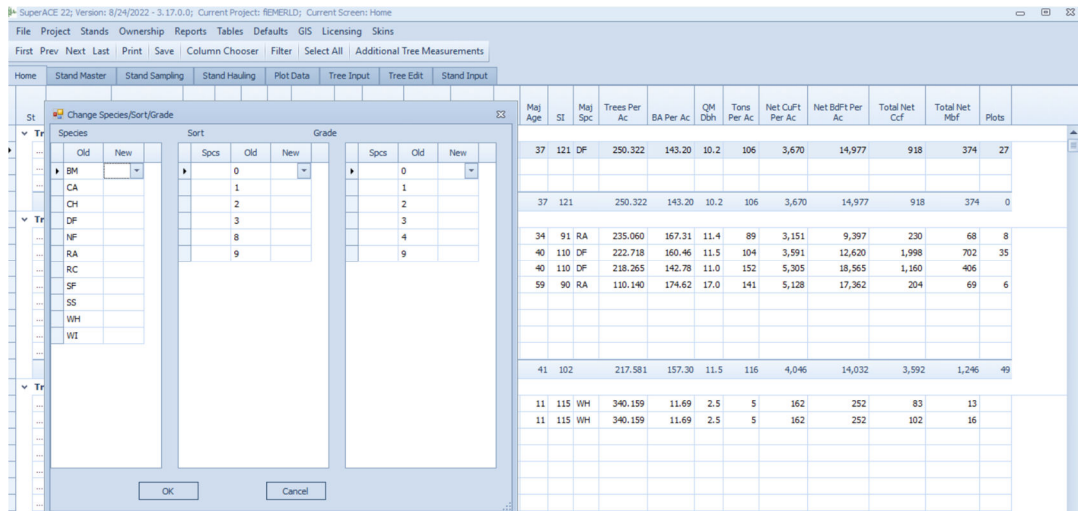 SuperACE 22; Version: 8/24/2022 - 3.17.0.0; Current Project: fIEMERLD; Current Screen: Home
File Project Stands Ownership Reports Tables Defaults GIS Licensing Skins
First Prev Next Last Print Save Column Chooser Filter Select All Additional Tree Measurements
Home Stand Master Stand Sampling Stand Hauling Plot Data Tree Input Tree Edit Stand Input
St
Maj Age SI Maj Spc Trees Per Ac BA Per Ac QM Dbh Tons Per Ac Net CuFt Per Ac Net BdFt Per Ac Total Net Ccf Total Net Mbf Plots
Tr
37 121 DF 250.322 143.20 10.2 106 3,670 14,977 918 374 27
37 121 250.322 143.20 10.2 106 3,670 14,977 918 374 0
Tr
34 91 RA 235.060 167.31 11.4 89 3,151 9,397 230 68 8
40 110 DF 222.718 160.46 11.5 104 3,591 12,620 1,998 702 35
40 110 DF 218.265 142.78 11.0 152 5,305 18,565 1,160 406
59 90 RA 110.140 174.62 17.0 141 5,128 17,362 204 69 6
41 102 217.581 157.30 11.5 116 4,046 14,032 3,592 1,246 49
Tr
11 115 WH 340.159 11.69 2.5 5 162 252 83 13
11 115 WH 340.159 11.69 2.5 5 162 252 102 16
Change Species/Sort/Grade
Species Sort Grade
Old New Spcs Old New Spcs Old New
BM 0 0
CA 1 1
CH 2 2
DF 3 3
NF 8 4
RA 9 9
RC
SF
SS
WH
WI
OK Cancel